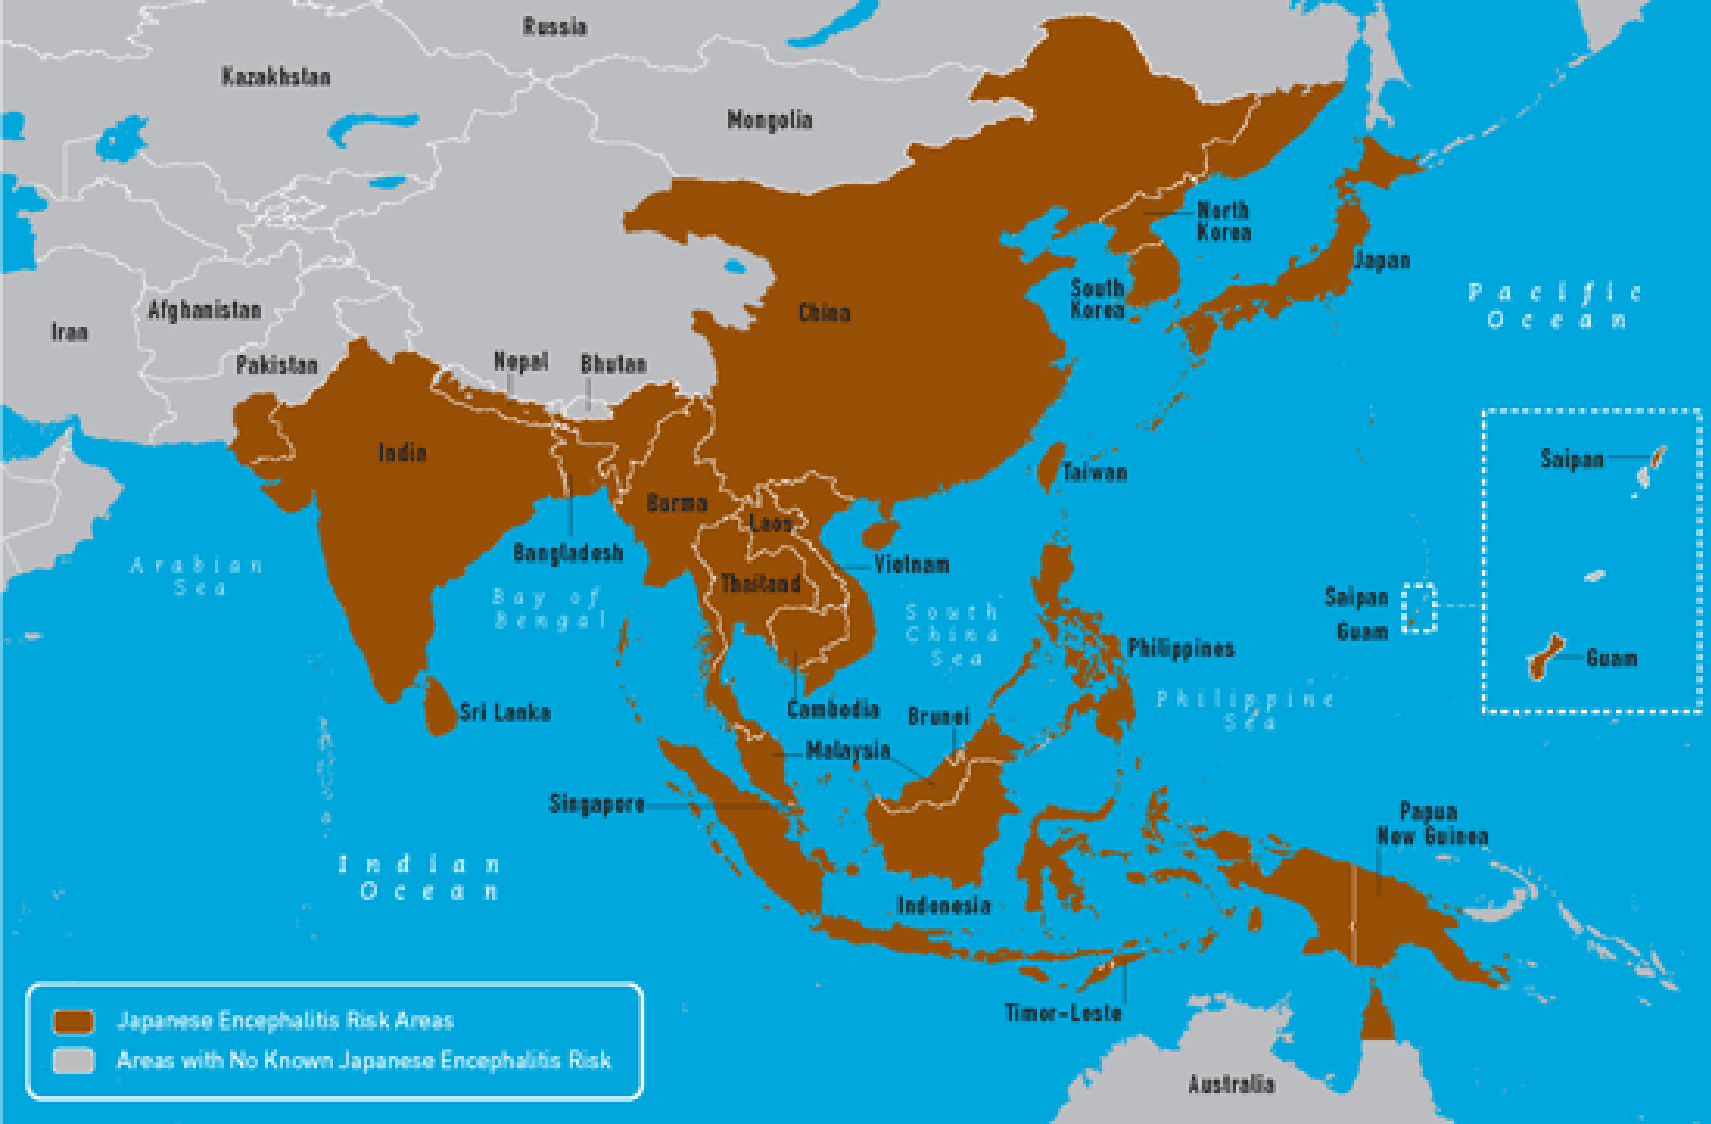 Russia
Kazakhstan
Mongolia
North
Korea
Japan
South
Korea
China
Pacific
Ocean
Afghanistan
Iran
Pakistan
Nepal
Bhutan
India
Saipan
Taiwan
Burma
Laos
Bangladesh
Vietnam
Arabian
Sea
Thailand
Bay of
Bengal
South
China
Sea
Saipan
Guam
Philippines
Guam
Philippine
Sea
Sri Lanka
Cambodia
Brunei
Malaysia
Singapore
Papua
New Guinea
Indian
Ocean
Indonesia
Timor-Leste
Japanese Encephalitis Risk Areas
Areas with No Known Japanese Encephalitis Risk
Australia